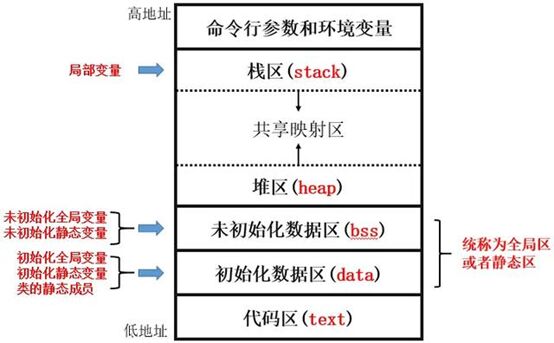 高地址
命令行参数和环境变量
局部变量
栈区(stack)
共享映射区
堆区(heap)
未初始化全局变量
未初始化静态变量
未初始化数据区(bss)
初始化全局变量
初始化静态变量
类的静态成员
初始化数据区(data)
统称为全局区
或者静态区
代码区(text)
低地址